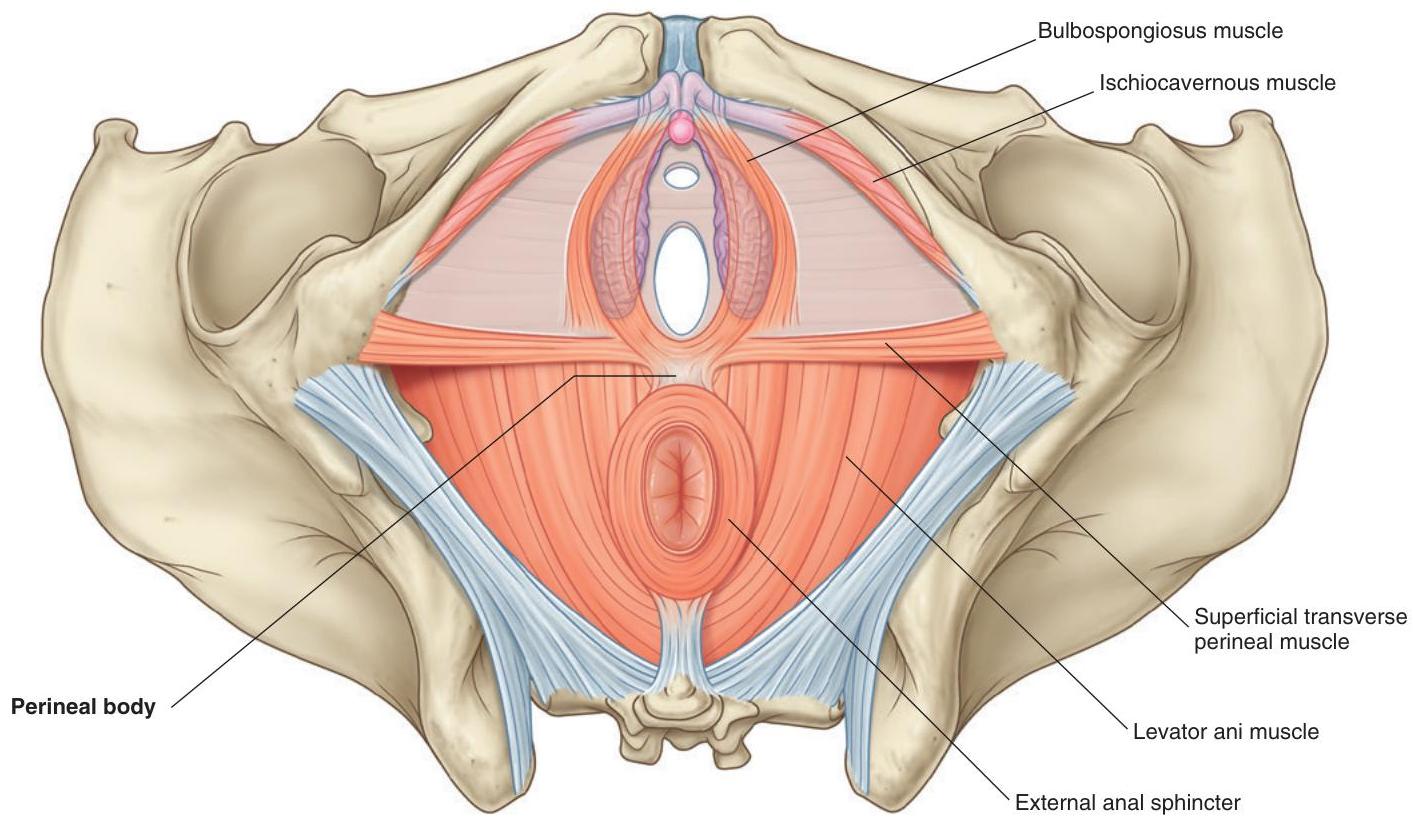 Bulbospongiosus muscle
Ischiocavernous muscle
Superficial transverse
perineal muscle
Perineal body
Levator ani muscle
External anal sphincter